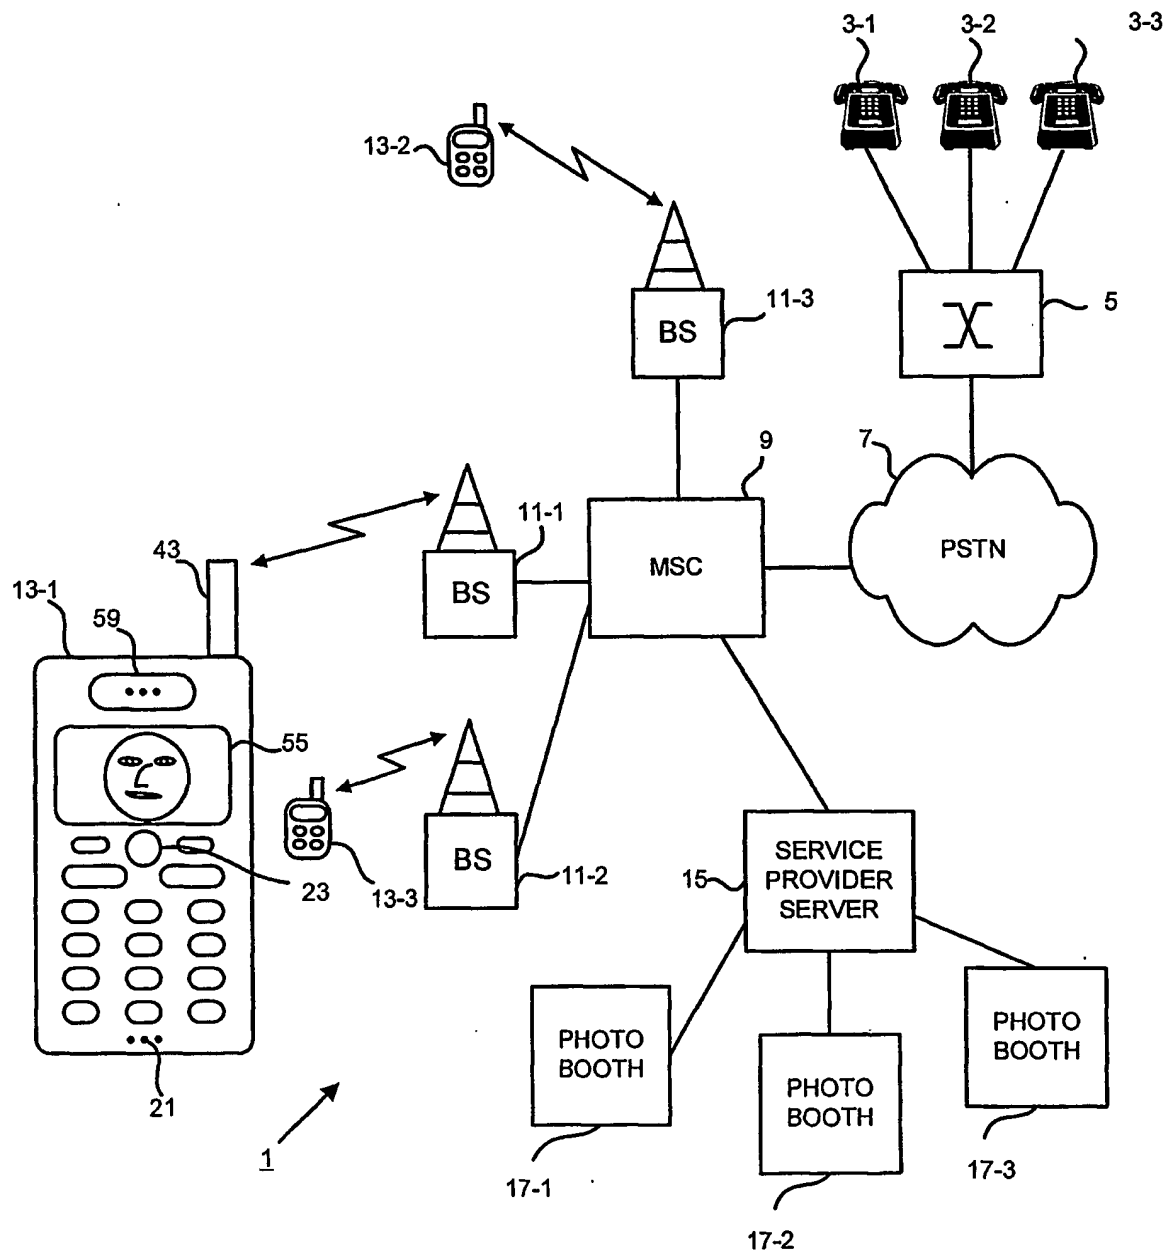 3-1
3-2
3-3
13-2
11-3
BS
5
9
7
11-1
MSC
PSTN
43
13-1
59
BS
55
SERVICE
PROVIDER
SERVER
15
BS
11-2
23
13-3
PHOTO
BOOTH
PHOTO
BOOTH
PHOTO
BOOTH
21
1
17-1
17-2
17-3